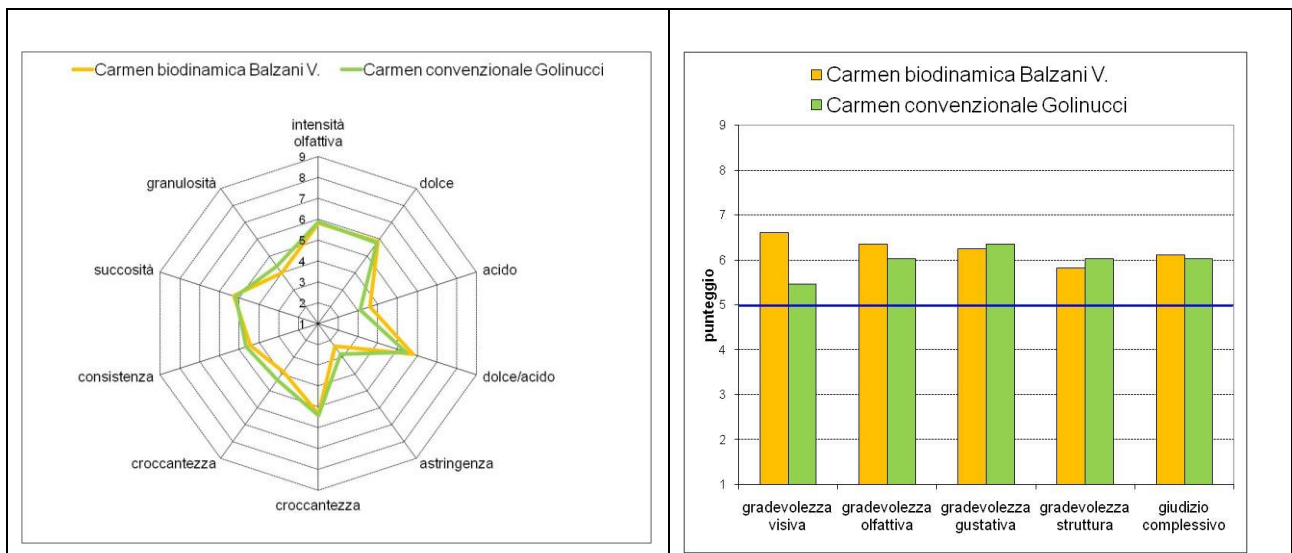 Carmen biodinamica Balzani V. Carmen convenzionale Golinucci
intensità
olfattiva
9
8
7
6
5
4
3
2
1
dolce
acido
dolce/acido
astringenza
croccantezza
croccantezza
consistenza
succosità
granulosità
Carmen biodinamica Balzani V.
Carmen convenzionale Golinucci
punteggio
9
8
7
6
5
4
3
2
1
gradevolezza gradevolezza gradevolezza gradevolezza giudizio
visiva olfattiva gustativa struttura complessivo